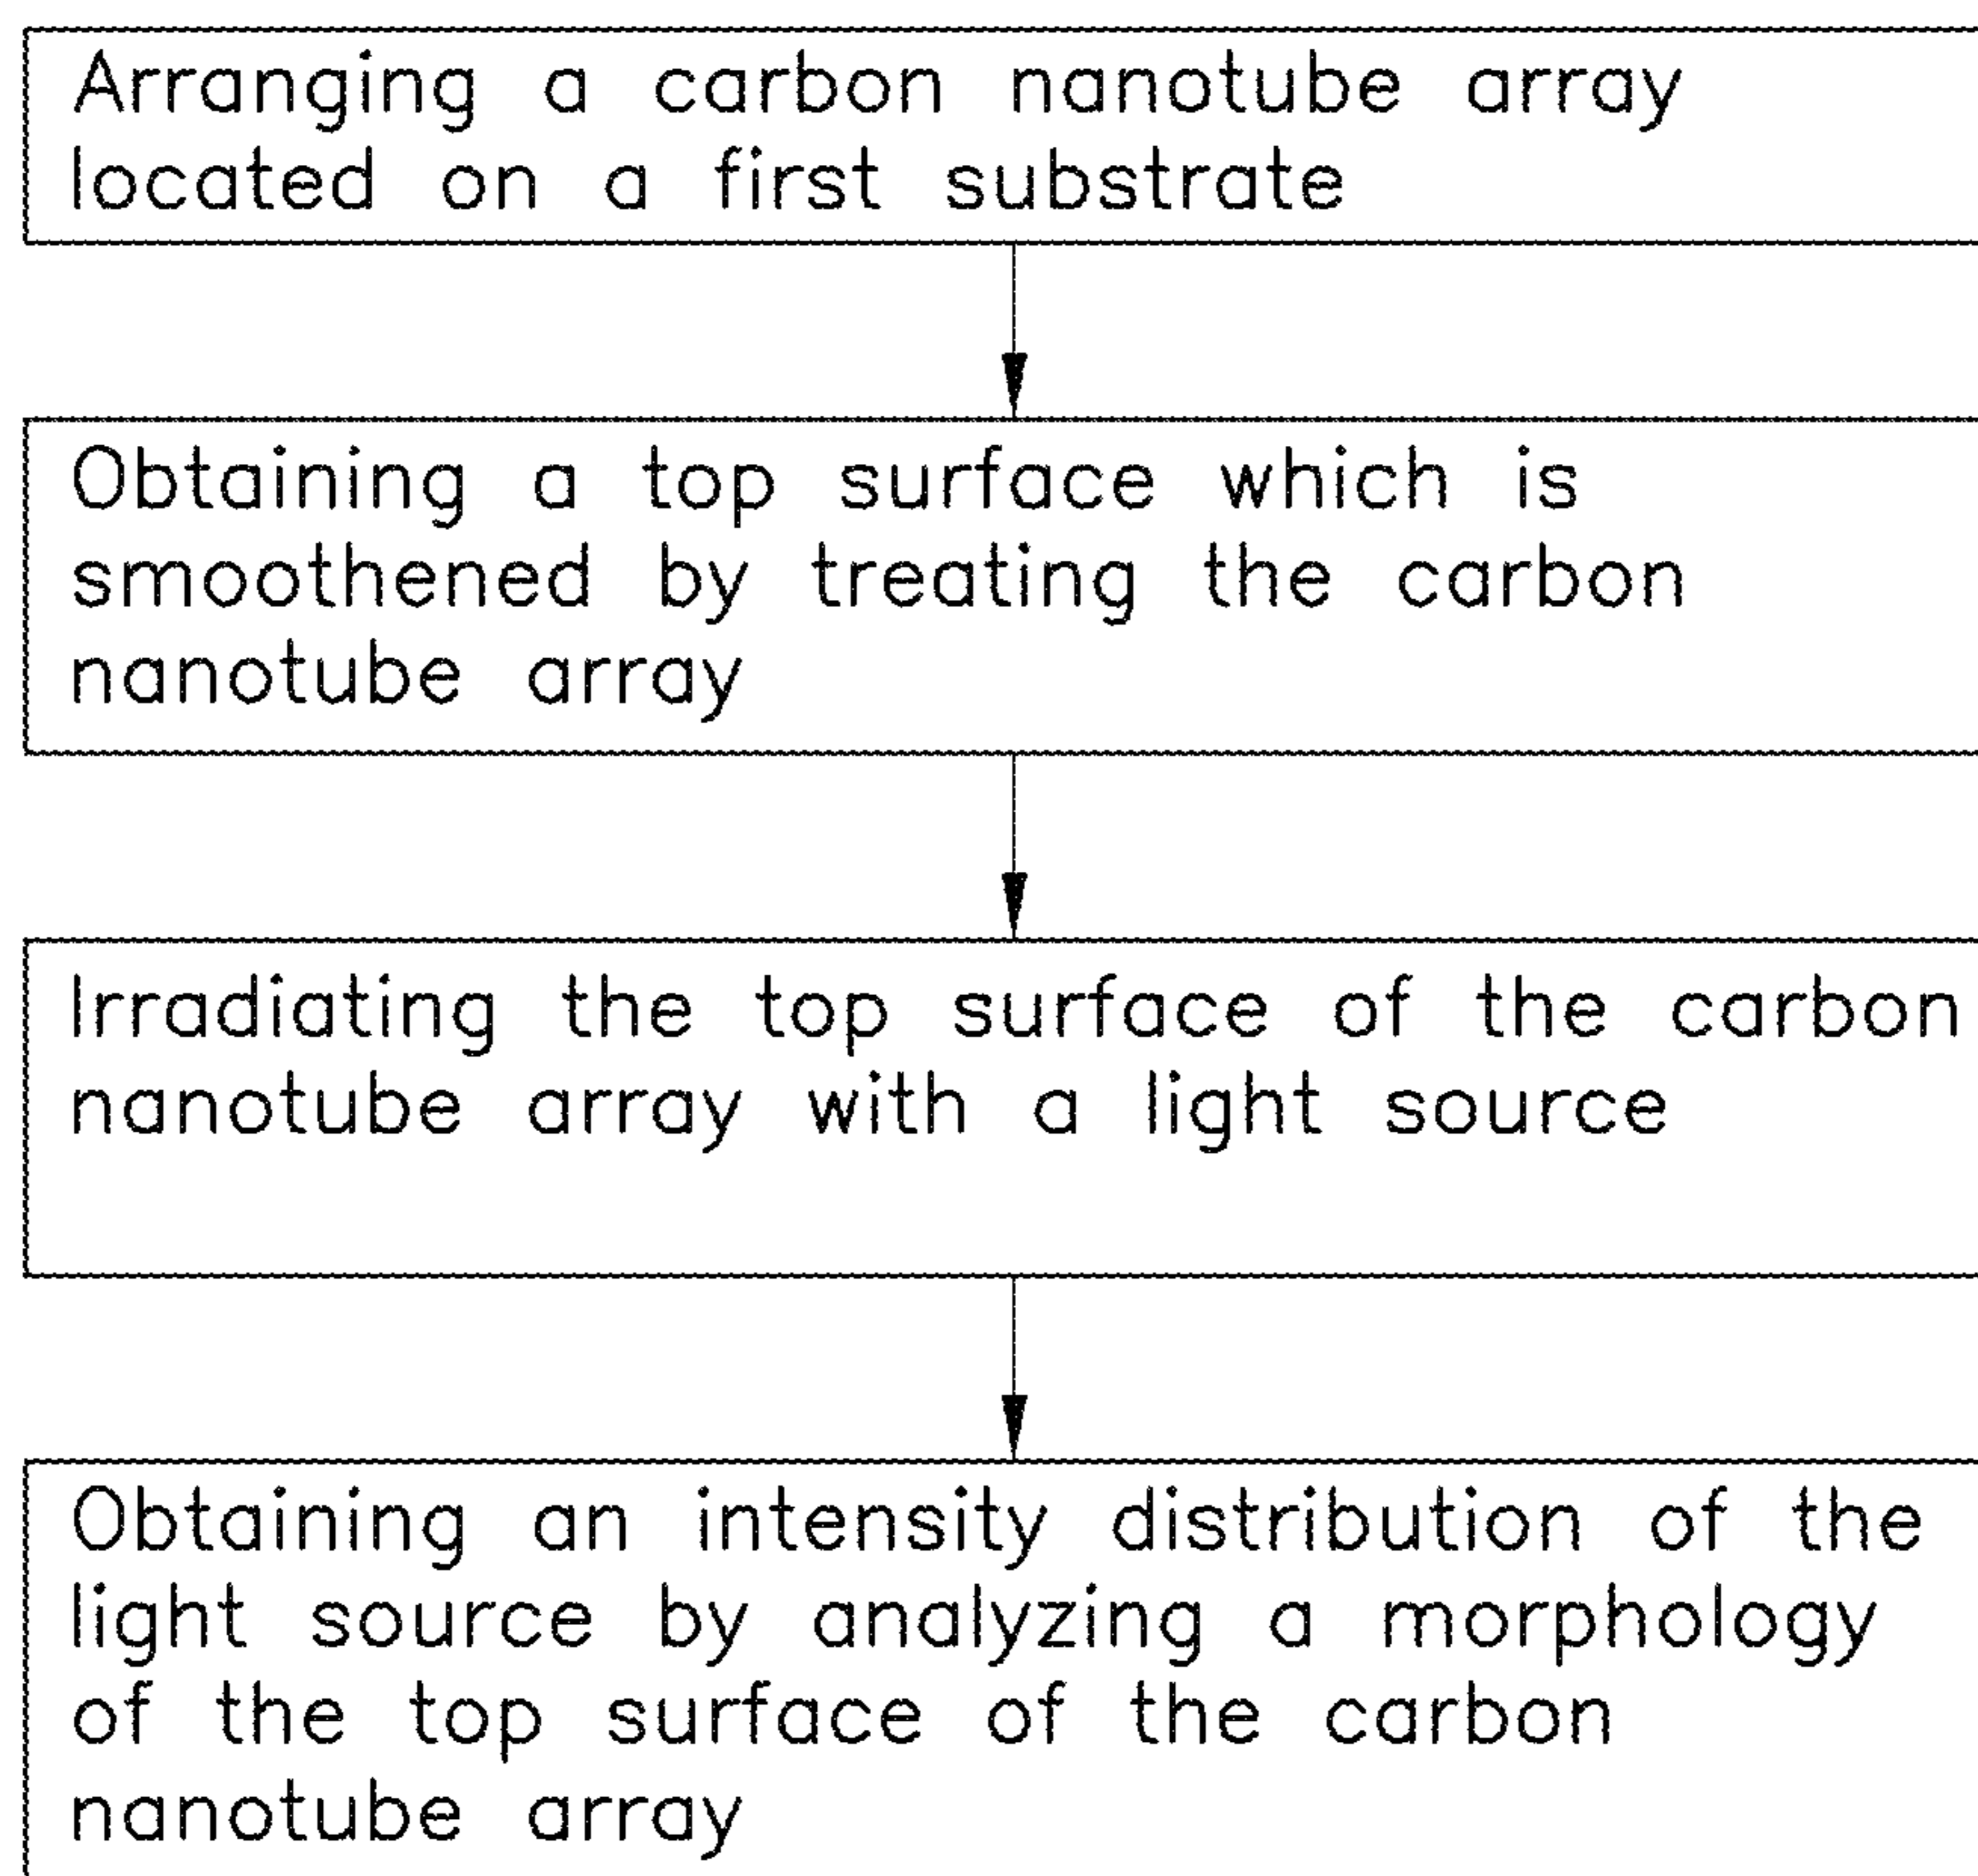 Arranging a carbon nanotube array
located on a first substrate
Obtaining a top surface which is
smoothened by treating the carbon
nanotube array
Irradiating the top surface of the carbon
nanotube array with a light source
Obtaining an intensity distribution of the
light source by analyzing a morphology
of the top surface of the carbon
nanotube array